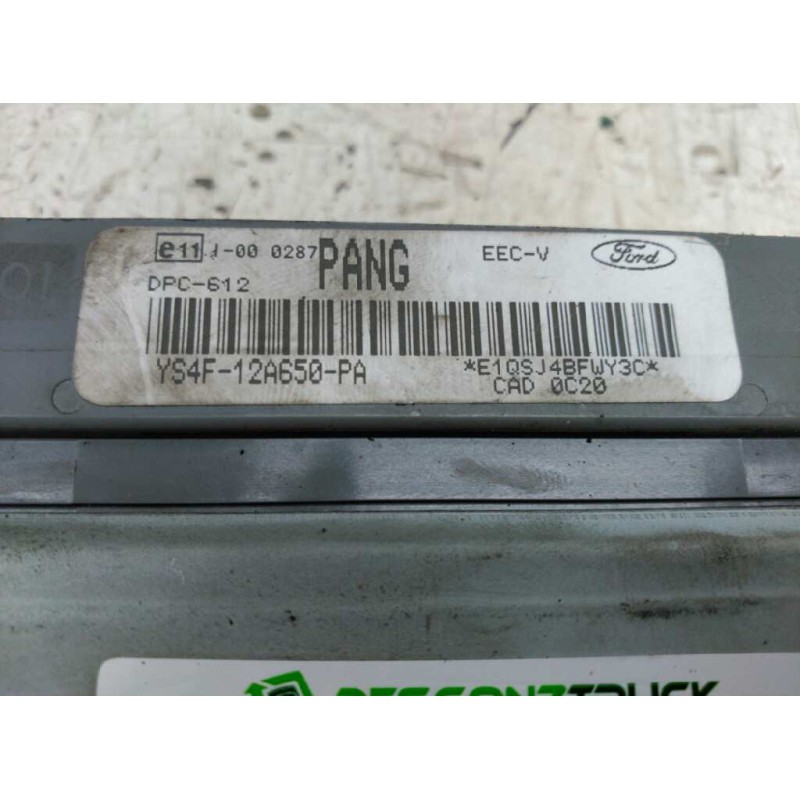 e11 J-00 0287 PANG EEC-V Ford
DPC-612
YS4F-12A650-PA *E1QSJ4BFWY3C*
CAD 0C20